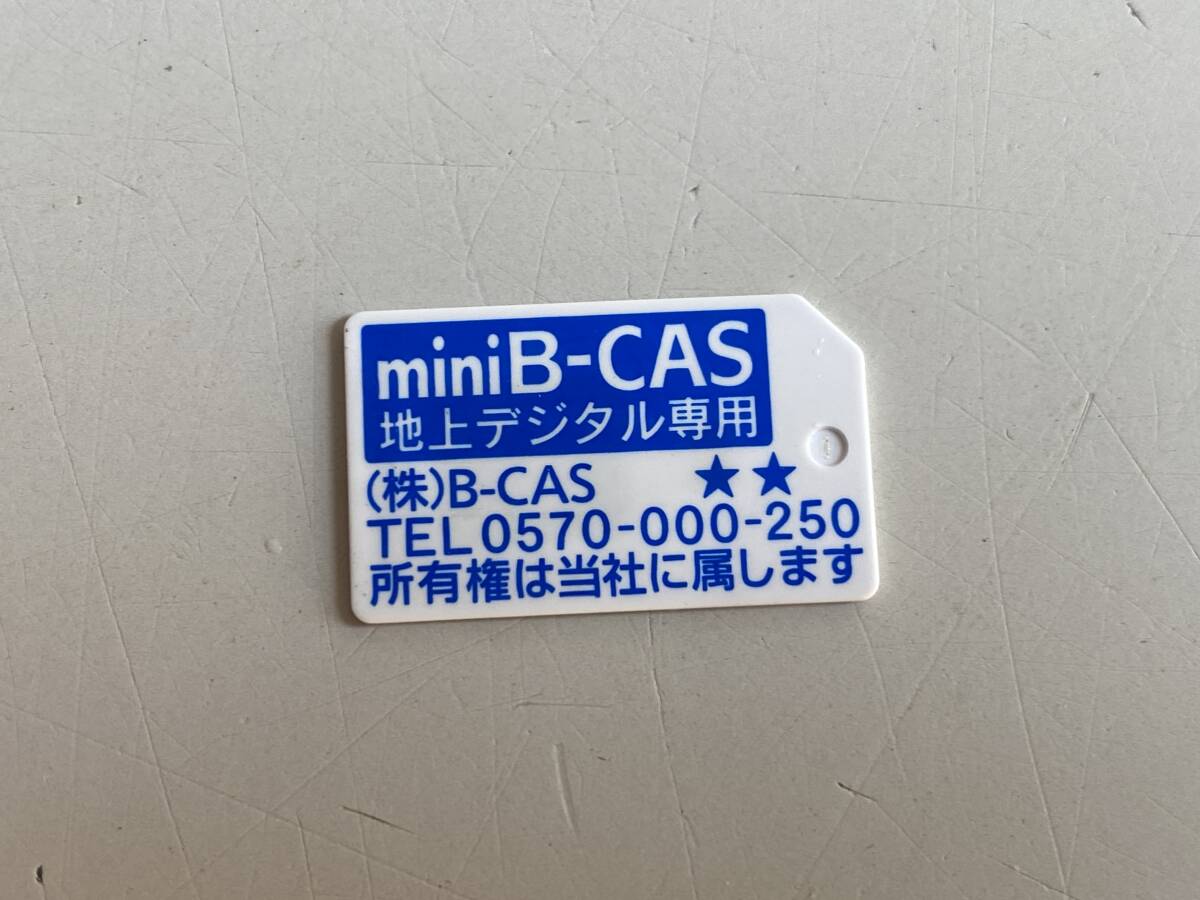 miniB-CAS
地上デジタル専用
(株)B-CAS ★★
TEL 0570-000-250
所有権は当社に属します